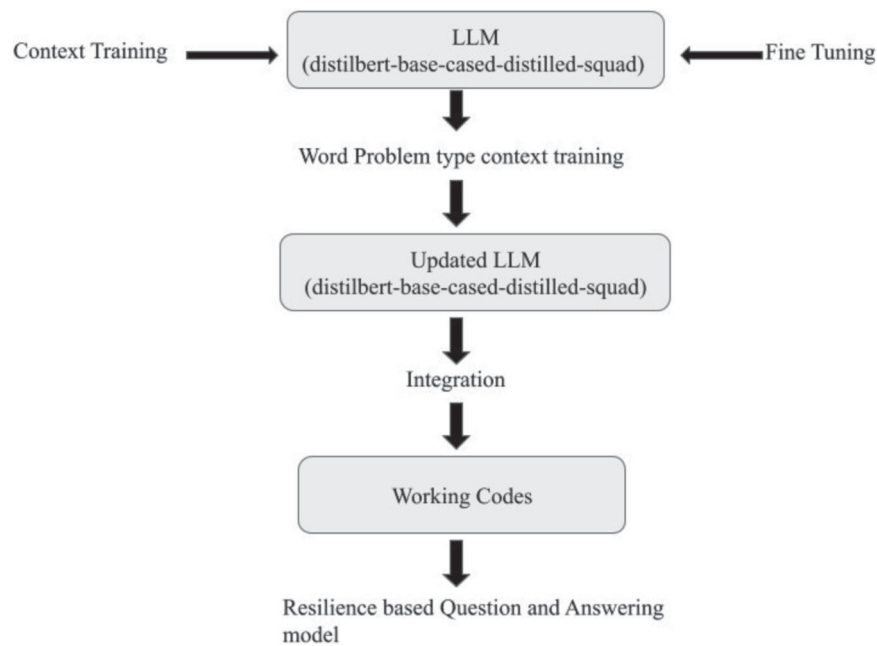 Context Training
LLM
(distilbert-base-cased-distilled-squad)
Fine Tuning
Word Problem type context training
Updated LLM
(distilbert-base-cased-distilled-squad)
Integration
Working Codes
Resilience based Question and Answering
model